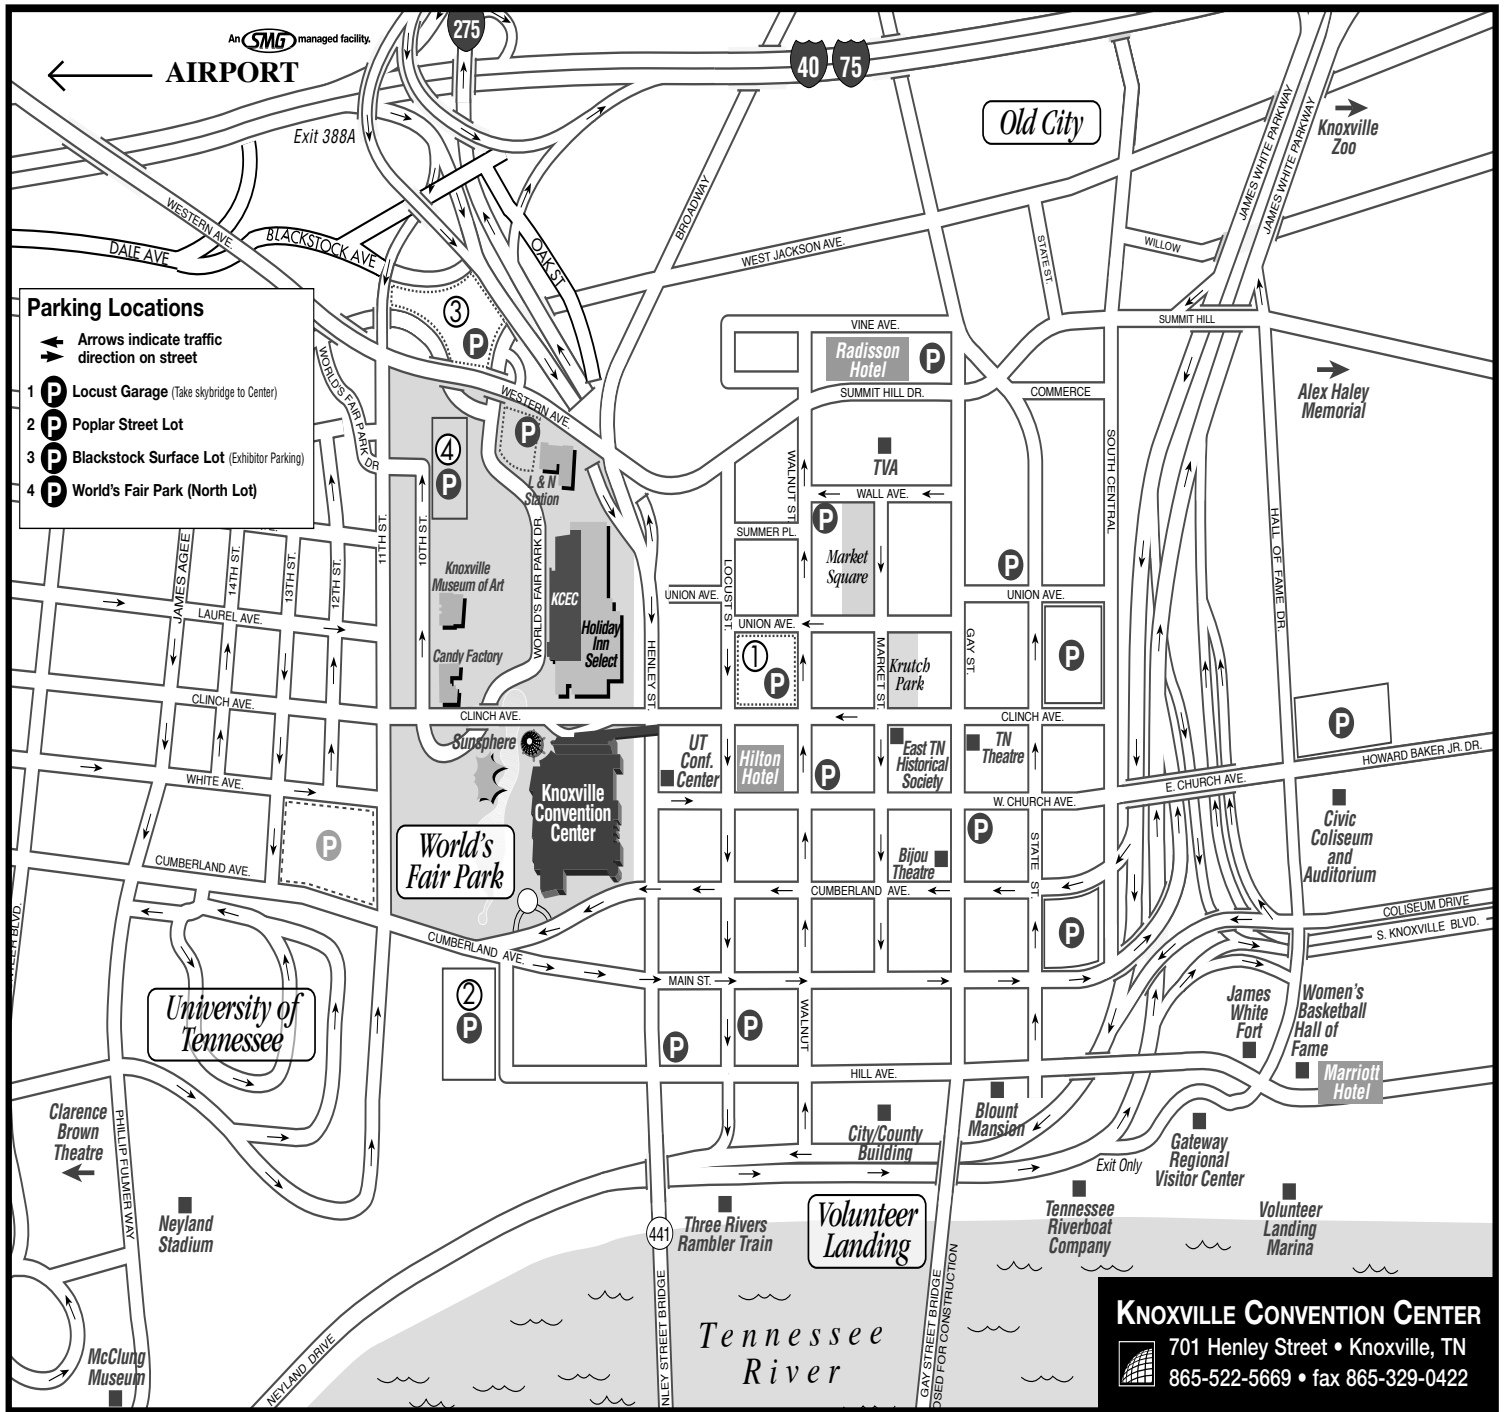 An SMG managed facility.
AIRPORT
275
40
75
Exit 388A
Old City
Knoxville
Zoo
JAMES WHITE PARKWAY
JAMES WHITE PARKWAY
WESTERN AVE.
DALE AVE
BLACKSTOCK AVE
OAK ST
BROADWAY
WEST JACKSON AVE.
STATE ST.
WILLOW
SUMMIT HILL
Parking Locations
Arrows indicate traffic
direction on street
1 P Locust Garage (Take skybridge to Center)
2 P Poplar Street Lot
3 P Blackstock Surface Lot (Exhibitor Parking)
4 P World's Fair Park (North Lot)
3
P
VINE AVE.
Radisson
Hotel
P
SUMMIT HILL DR.
COMMERCE
Alex Haley
Memorial
WORLD'S FAIR PARK DR
WESTERN AVE.
4
P
P
L & N
Station
TVA
WALNUT ST.
WALL AVE.
SOUTH CENTRAL
HALL OF FAME DR.
P
SUMMER PL.
Market
Square
P
JAMES AGEE
14TH ST.
13TH ST.
12TH ST.
11TH ST.
10TH ST.
Knoxville
Museum of Art
WORLD'S FAIR PARK DR.
KCEC
Holiday
Inn
Select
LAUREL AVE.
UNION AVE.
LOCUST ST.
UNION AVE.
UNION AVE.
Candy Factory
HENLEY ST.
1
P
MARKET ST.
Krutch
Park
GAY ST.
P
CLINCH AVE.
CLINCH AVE.
CLINCH AVE.
P
Sunsphere
UT
Conf.
Center
Hilton
Hotel
P
East TN
Historical
Society
TN
Theatre
HOWARD BAKER JR. DR.
WHITE AVE.
E. CHURCH AVE.
W. CHURCH AVE.
Knoxville
Convention
Center
P
World's
Fair Park
P
Bijou
Theatre
STATE ST.
Civic
Coliseum
and
Auditorium
CUMBERLAND AVE.
CUMBERLAND AVE.
COLISEUM DRIVE
S. KNOXVILLE BLVD.
CUMBERLAND AVE.
P
MAIN ST.
2
P
University of
Tennessee
P
P
WALNUT
James
White
Fort
Women's
Basketball
Hall of
Fame
Marriott
Hotel
HILL AVE.
Clarence
Brown
Theatre
PHILLIP FULMER WAY
City/County
Building
Blount
Mansion
Gateway
Regional
Visitor Center
Exit Only
Neyland
Stadium
441
Three Rivers
Rambler Train
Volunteer
Landing
Tennessee
Riverboat
Company
Volunteer
Landing
Marina
NLEY STREET BRIDGE
GAY STREET BRIDGE
OSED FOR CONSTRUCTION
Tennessee
River
NEYLAND DRIVE
McClung
Museum
KNOXVILLE CONVENTION CENTER
701 Henley Street • Knoxville, TN
865-522-5669 • fax 865-329-0422